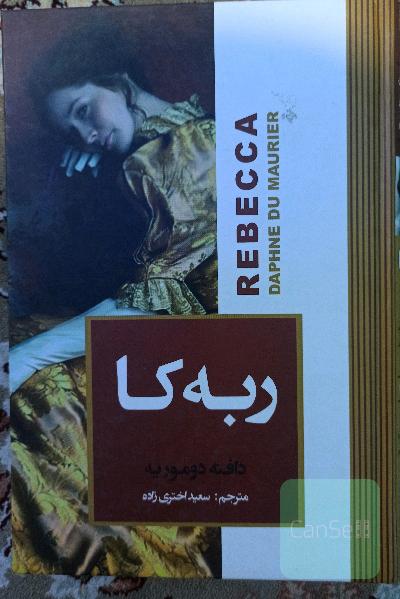 REBECCA
DAPHNE DU MAURIER
ربه کا
دافنه دوموریه
مترجم: سعید اختری زاده
CanSell